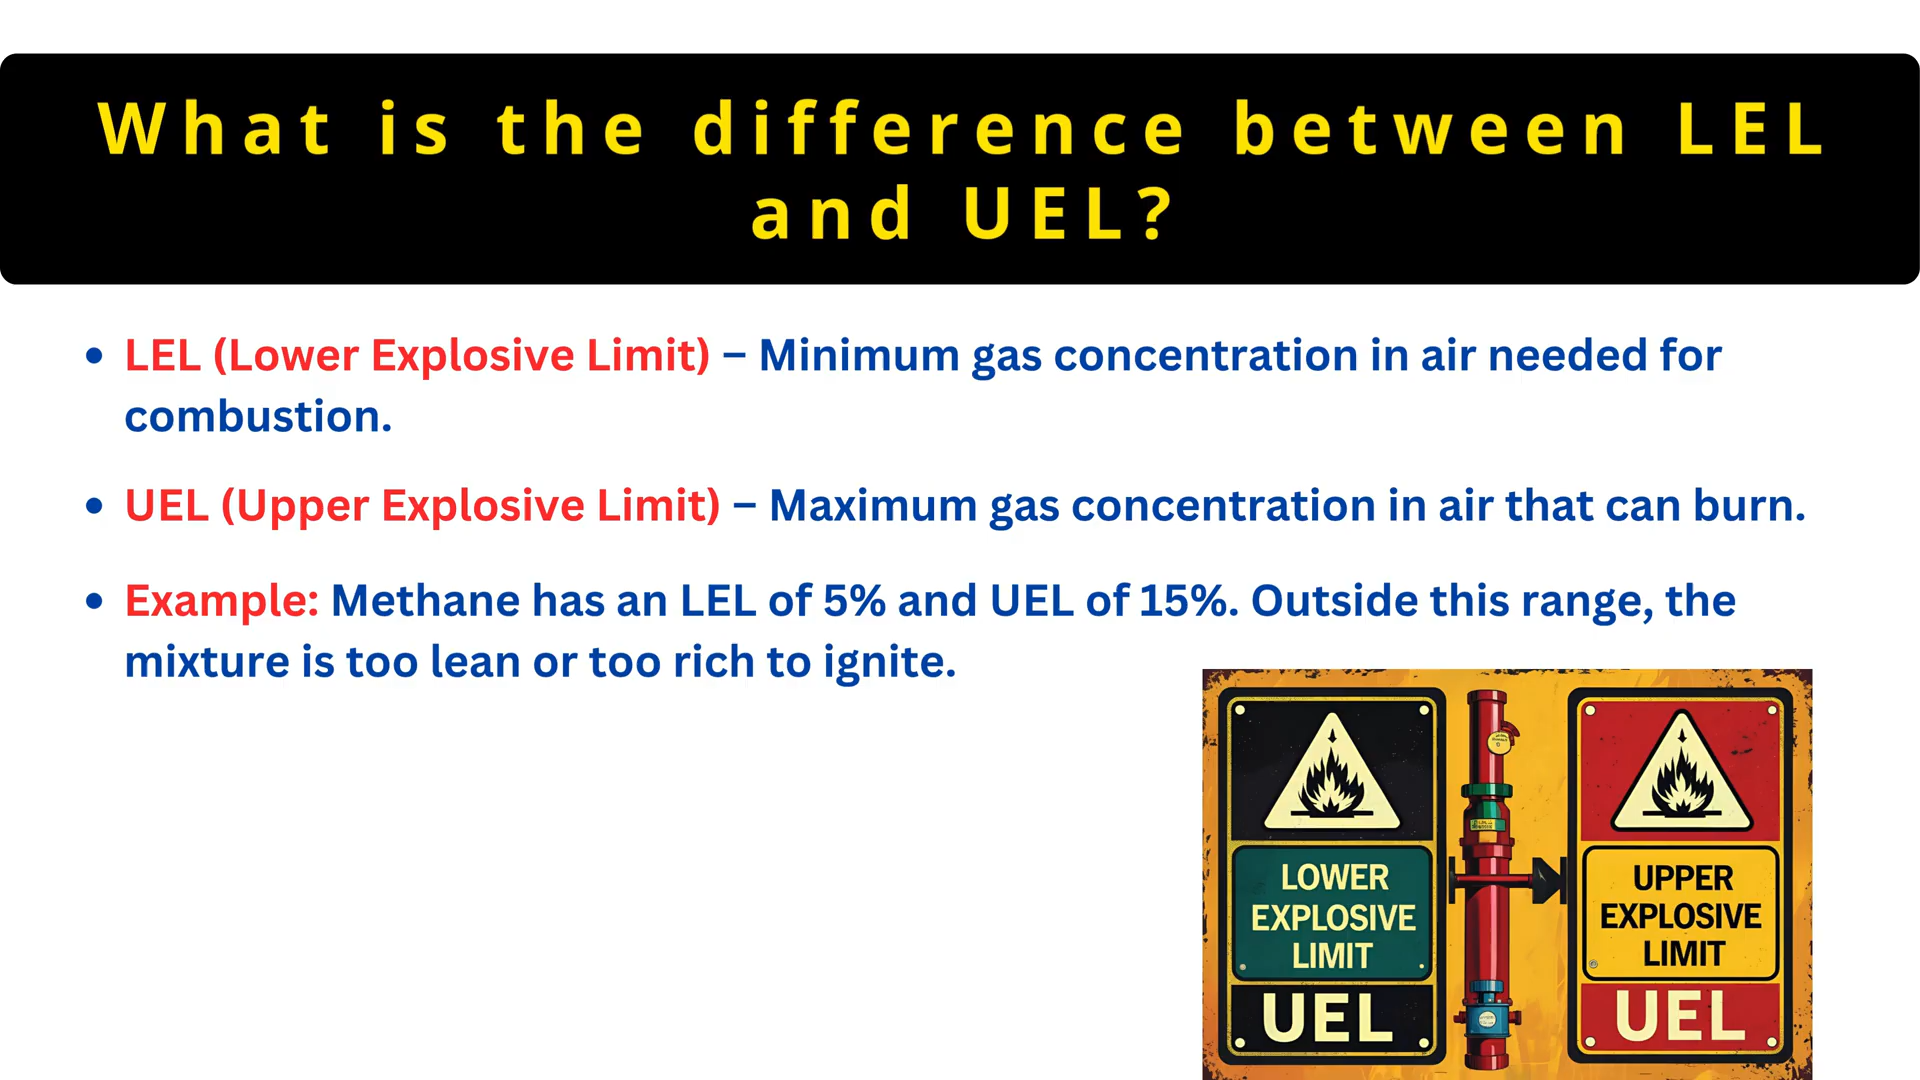 What is the difference between LEL
and UEL?
• LEL (Lower Explosive Limit) – Minimum gas concentration in air needed for
combustion.
• UEL (Upper Explosive Limit) – Maximum gas concentration in air that can burn.
• Example: Methane has an LEL of 5% and UEL of 15%. Outside this range, the
mixture is too lean or too rich to ignite.
LOWER
EXPLOSIVE
LIMIT
UEL
UPPER
EXPLOSIVE
LIMIT
UEL